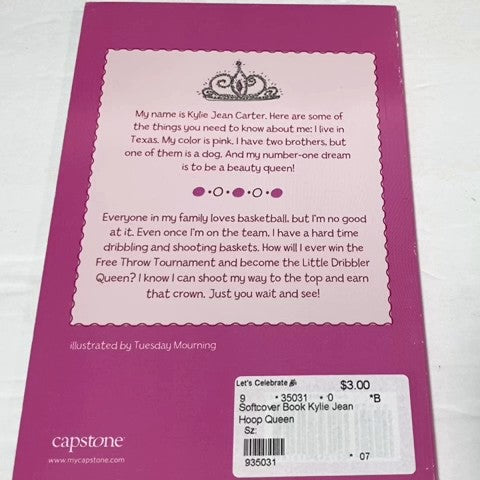 My name is Kylie Jean Carter. Here are some of
the things you need to know about me: I live in
Texas. My color is pink. I have two brothers, but
one of them is a dog. And my number-one dream
is to be a beauty queen!
Everyone in my family loves basketball, but I'm no good
at it. Even once I'm on the team, I have a hard time
dribbling and shooting baskets. How will I ever win the
Free Throw Tournament and become the Little Dribbler
Queen? I know I can shoot my way to the top and earn
that crown. Just you wait and see!
illustrated by Tuesday Mourning
capstone
www.mycapstone.com
Let's Celebrate
$3.00
9 * 35031 * 0 *B
Softcover Book Kylie Jean
Hoop Queen
Sz:
935031 * 07